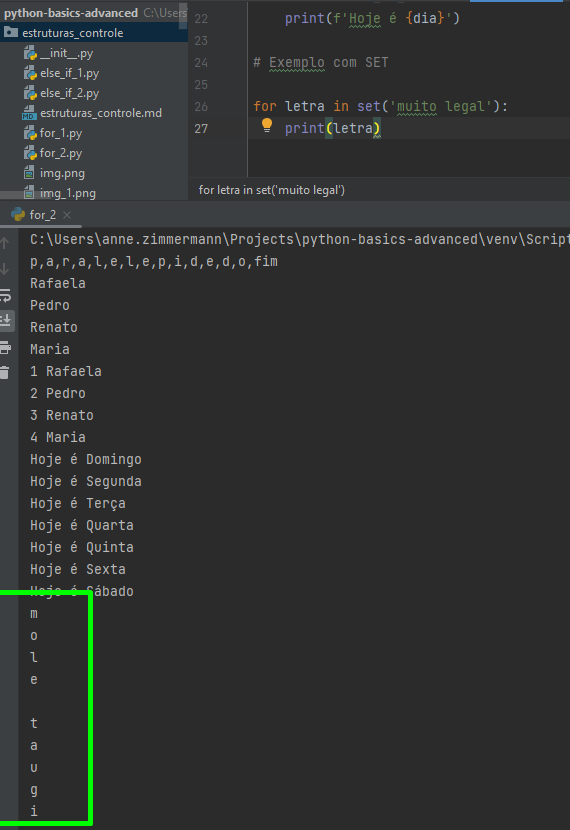 python-basics-advanced C:\Users
estruturas_controle
__init__.py
else_if_1.py
else_if_2.py
estruturas_controle.md
for_1.py
for_2.py
img.png
img_1.png
22 print(f'Hoje é {dia}')
23
24 # Exemplo com SET
25
26 for letra in set('muito legal'):
27 print(letra)
for letra in set('muito legal')
for_2
C:\Users\anne.zimmermann\Projects\python-basics-advanced\venv\Script
p,a,r,a,l,e,l,e,p,i,d,e,d,o,fim
Rafaela
Pedro
Renato
Maria
1 Rafaela
2 Pedro
3 Renato
4 Maria
Hoje é Domingo
Hoje é Segunda
Hoje é Terça
Hoje é Quarta
Hoje é Quinta
Hoje é Sexta
Hoje é Sábado
m
o
l
e
t
a
u
g
i